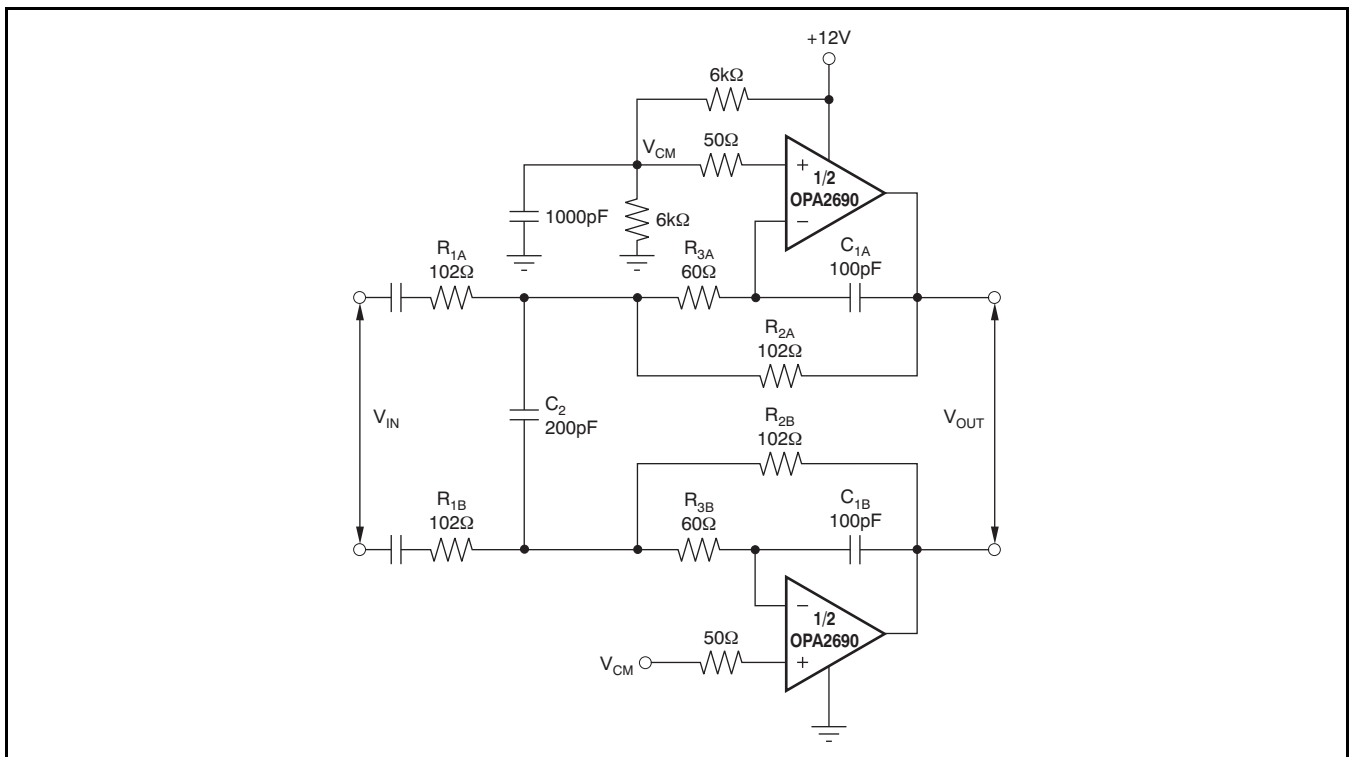 +12V
6kΩ
50Ω
V_CM
+
1/2
OPA2690
−
1000pF
6kΩ
R_1A
102Ω
R_3A
60Ω
C_1A
100pF
R_2A
102Ω
V_IN
C_2
200pF
R_2B
102Ω
V_OUT
R_1B
102Ω
R_3B
60Ω
C_1B
100pF
−
1/2
OPA2690
+
50Ω
V_CM